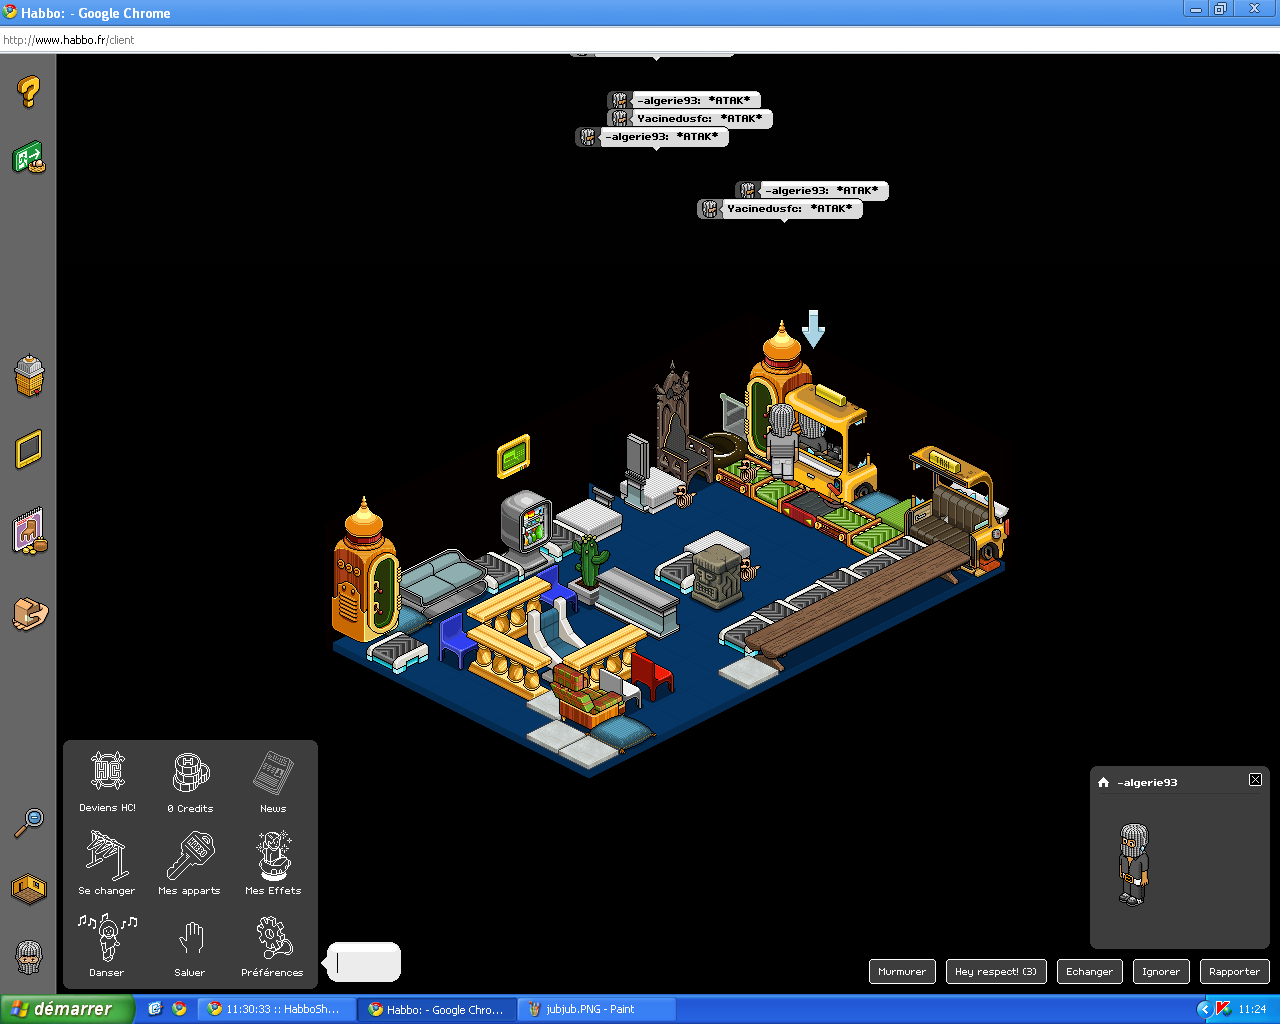 Habbo: - Google Chrome
http://www.habbo.fr/client
-algerie93: *ATAK*
Yacinedusfc: *ATAK*
-algerie93: *ATAK*
-algerie93: *ATAK*
Yacinedusfc: *ATAK*
TAXI
Deviens HC!
0 Credits
News
Se changer
Mes apparts
Mes Effets
Danser
Saluer
Préférences
-algerie93
Murmurer
Hey respect! (3)
Echanger
Ignorer
Rapporter
démarrer
11:30:33 :: HabboSh...
Habbo: - Google Chro...
jubjub.PNG - Paint
11:24